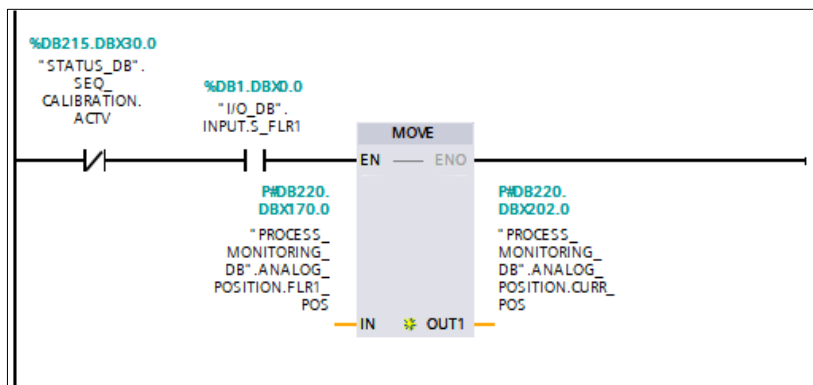 %DB215.DBX30.0
"STATUS_DB".
SEQ_
CALIBRATION.
ACTV
%DB1.DBX0.0
"I/O_DB".
INPUT.S_FLR1
MOVE
EN
ENO
P#DB220.
DBX170.0
"PROCESS_
MONITORING_
DB".ANALOG_
POSITION.FLR1_
POS
IN
P#DB220.
DBX202.0
"PROCESS_
MONITORING_
DB".ANALOG_
POSITION.CURR_
POS
OUT1